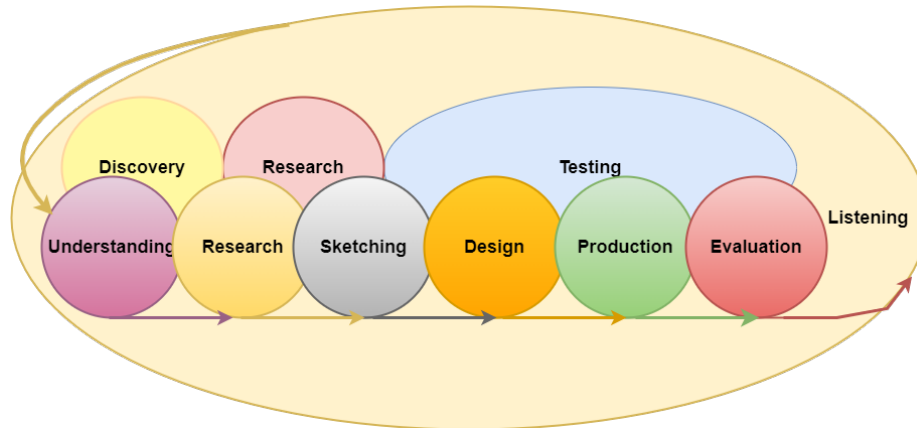 Discovery
Research
Testing
Listening
Understanding
Research
Sketching
Design
Production
Evaluation